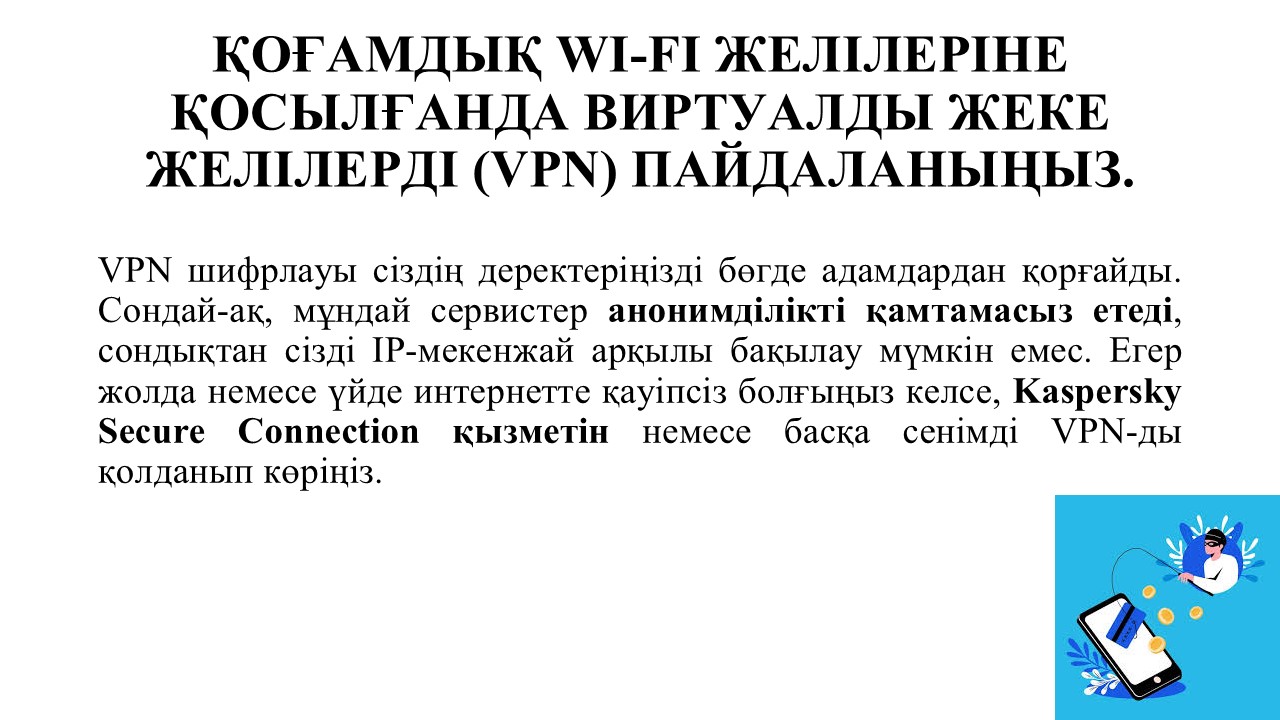 ҚОҒАМДЫҚ WI-FI ЖЕЛІЛЕРІНЕ
ҚОСЫЛҒАНДА ВИРТУАЛДЫ ЖЕКЕ
ЖЕЛІЛЕРДІ (VPN) ПАЙДАЛАНЫҢЫЗ.
VPN шифрлауы сіздің деректеріңізді бөгде адамдардан қорғайды.
Сондай-ақ, мұндай сервистер анонимділікті қамтамасыз етеді,
сондықтан сізді IP-мекенжай арқылы бақылау мүмкін емес. Егер
жолда немесе үйде интернетте қауіпсіз болғыңыз келсе, Kaspersky
Secure Connection қызметін немесе басқа сенімді VPN-ды
қолданып көріңіз.